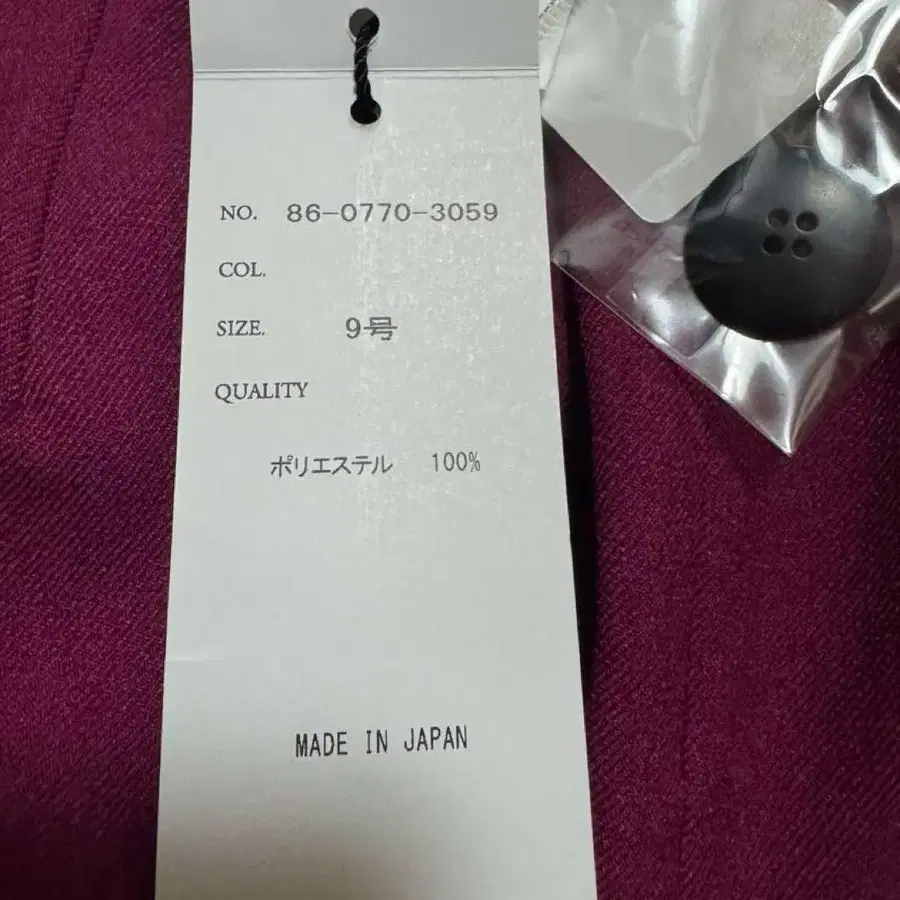 NO. 86-0770-3059
COL.
SIZE. 9号
QUALITY
ポリエステル 100%
MADE IN JAPAN